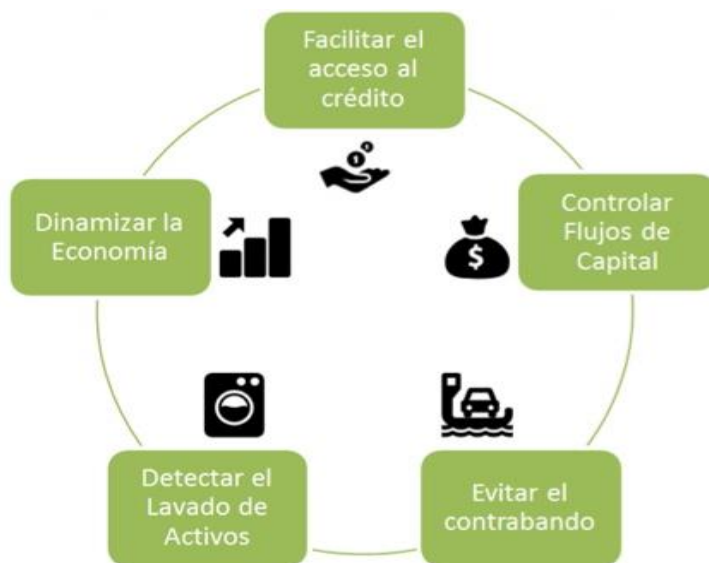 Facilitar el
acceso al
crédito
Controlar
Flujos de
Capital
$
Evitar el
contrabando
Detectar el
Lavado de
Activos
Dinamizar la
Economía